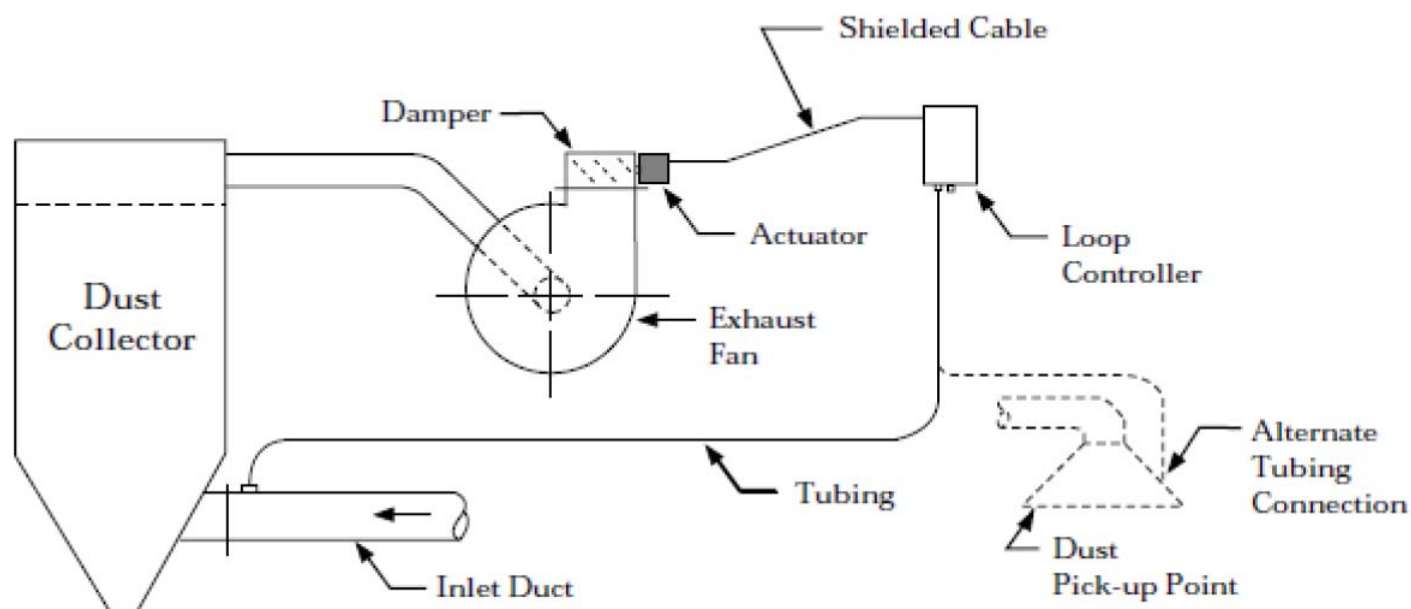 Shielded Cable
Damper
Actuator
Loop
Controller
Dust
Collector
Exhaust
Fan
Alternate
Tubing
Connection
Tubing
Dust
Pick-up Point
Inlet Duct